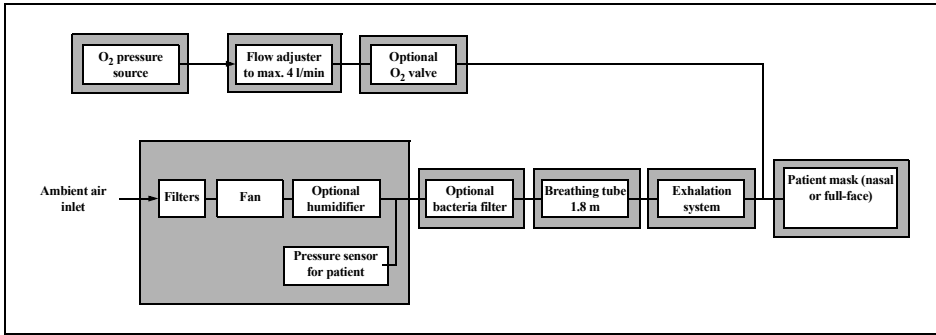 O₂ pressure
source
Flow adjuster
to max. 4 l/min
Optional
O₂ valve
Ambient air
inlet
Filters
Fan
Optional
humidifier
Pressure sensor
for patient
Optional
bacteria filter
Breathing tube
1.8 m
Exhalation
system
Patient mask (nasal
or full-face)